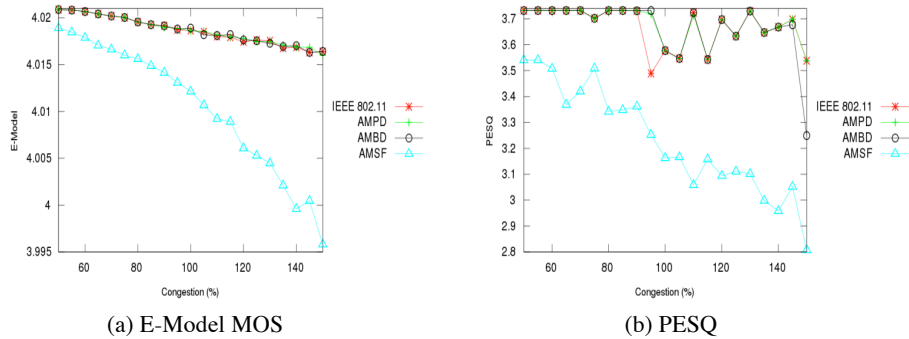 4.02
4.015
4.01
4.005
4
3.995
E-Model
60 80 100 120 140
Congestion (%)
IEEE 802.11
AMPD
AMBD
AMSF
(a) E-Model MOS
3.7
3.6
3.5
3.4
3.3
3.2
3.1
3
2.9
2.8
PESQ
60 80 100 120 140
Congestion (%)
IEEE 802.11
AMPD
AMBD
AMSF
(b) PESQ